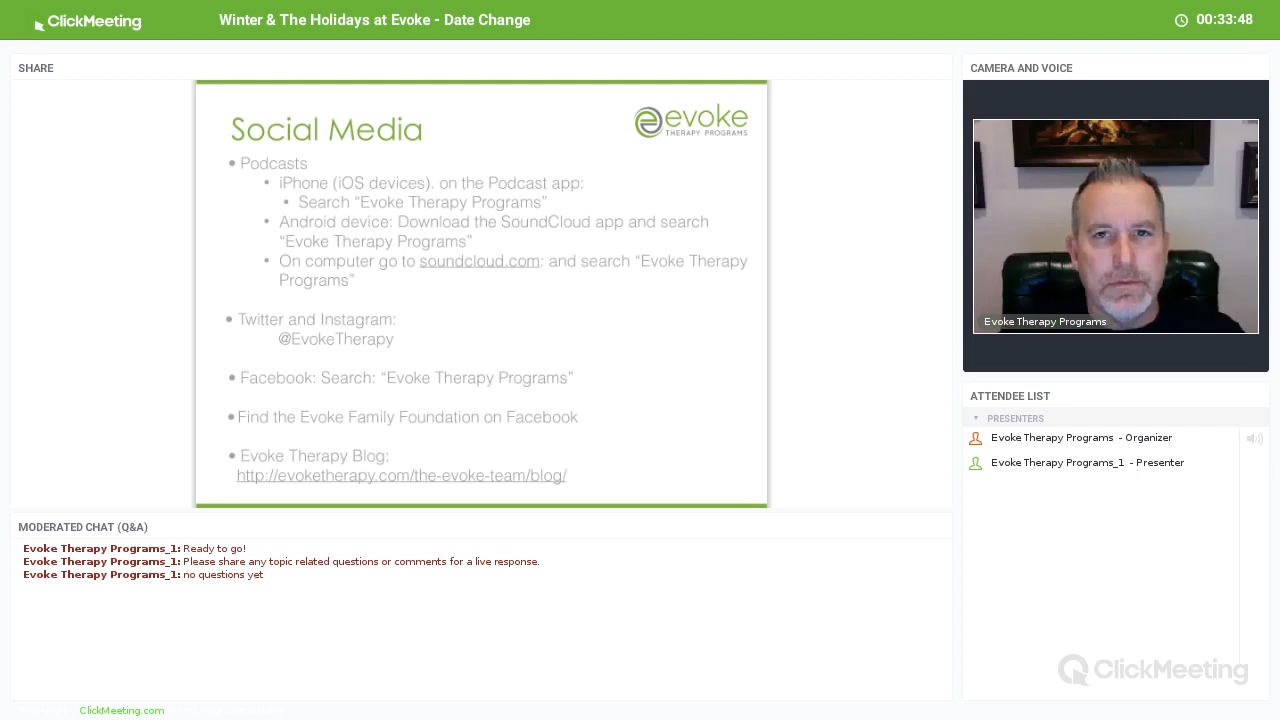 ClickMeeting
Winter & The Holidays at Evoke - Date Change
00:33:48
SHARE
Social Media
evoke
THERAPY PROGRAMS
• Podcasts
• iPhone (iOS devices). on the Podcast app:
• Search “Evoke Therapy Programs”
• Android device: Download the SoundCloud app and search
“Evoke Therapy Programs”
• On computer go to soundcloud.com: and search “Evoke Therapy
Programs”
• Twitter and Instagram:
@EvokeTherapy
• Facebook: Search: “Evoke Therapy Programs”
• Find the Evoke Family Foundation on Facebook
• Evoke Therapy Blog:
http://evoketherapy.com/the-evoke-team/blog/
CAMERA AND VOICE
Evoke Therapy Programs
ATTENDEE LIST
PRESENTERS
Evoke Therapy Programs - Organizer
Evoke Therapy Programs_1 - Presenter
MODERATED CHAT (Q&A)
Evoke Therapy Programs_1: Ready to go!
Evoke Therapy Programs_1: Please share any topic related questions or comments for a live response.
Evoke Therapy Programs_1: no questions yet
ClickMeeting
ClickMeeting.com